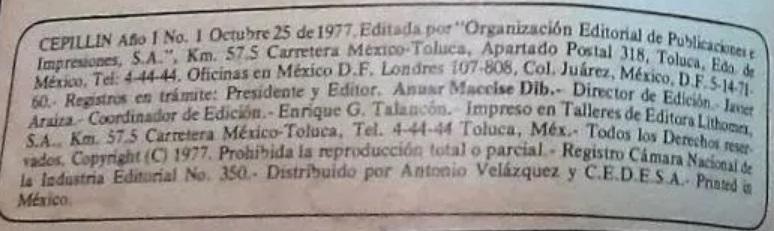 CEPILLIN Año I No. 1 Octubre 25 de 1977. Editada por "Organización Editorial de Publicaciones e
Impresiones, S.A.". Km. 57.5 Carretera México-Toluca, Apartado Postal 318, Toluca, Edo. de
México, Tel: 4-44-44. Oficinas en México D.F. Londres 107-808, Col. Juárez, México, D.F. 5-14-71-
60.- Registros en trámite: Presidente y Editor. Anuar Maccise Dib.- Director de Edición.- Javier
Araiza.- Coordinador de Edición.- Enrique G. Talancón.- Impreso en Talleres de Editora Lithomex,
S.A., Km. 57.5 Carretera México-Toluca, Tel. 4-44-44 Toluca, Méx.- Todos los Derechos reser-
vados, Copyright (C) 1977. Prohibida la reproducción total o parcial.- Registro Cámara Nacional de
la Industria Editorial No. 350.- Distribuido por Antonio Velázquez y C.E.D.E.S.A.- Printed in
México.